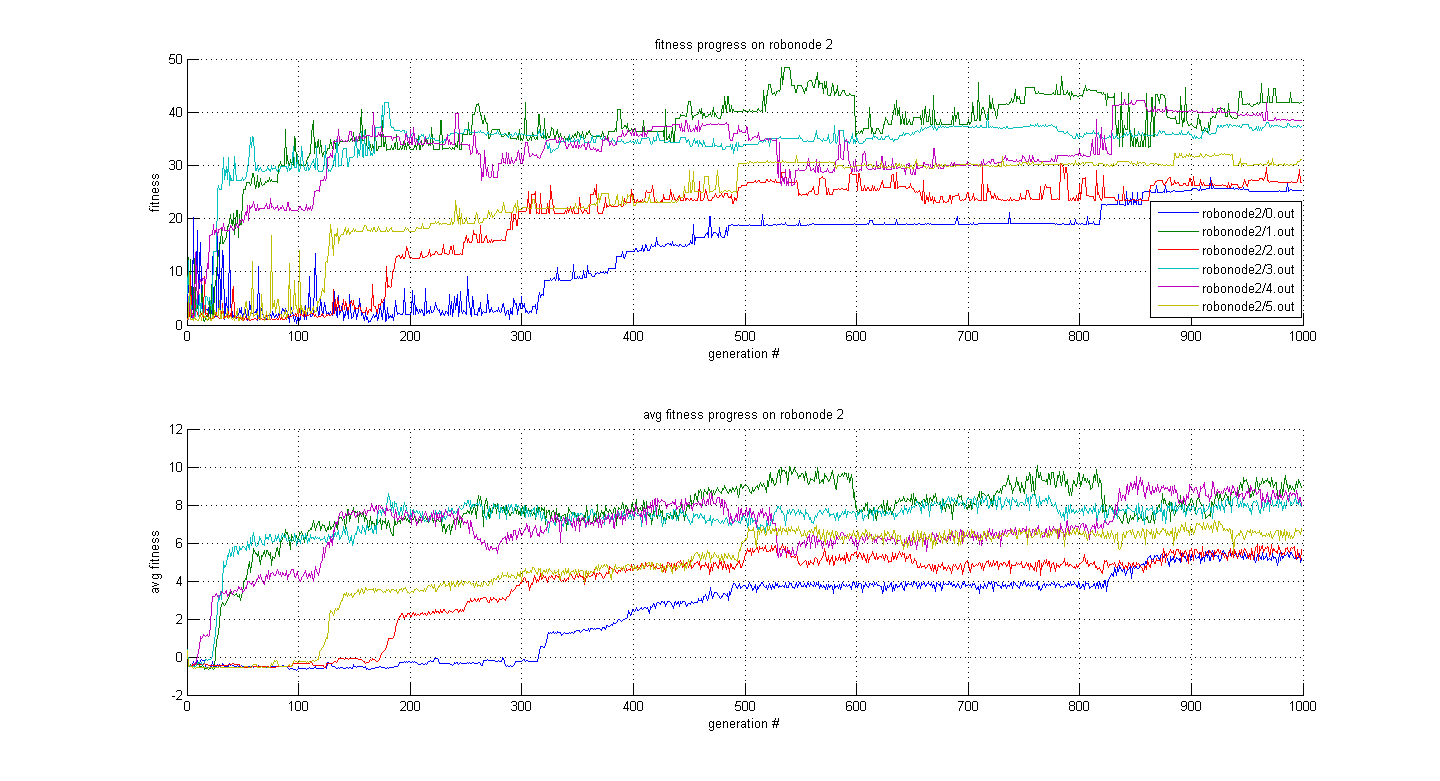 fitness progress on robonode 2
50
40
30
20
10
0
fitness
0 100 200 300 400 500 600 700 800 900 1000
generation #
robonode2/0.out
robonode2/1.out
robonode2/2.out
robonode2/3.out
robonode2/4.out
robonode2/5.out
avg fitness progress on robonode 2
12
10
8
6
4
2
0
-2
avg fitness
0 100 200 300 400 500 600 700 800 900 1000
generation #